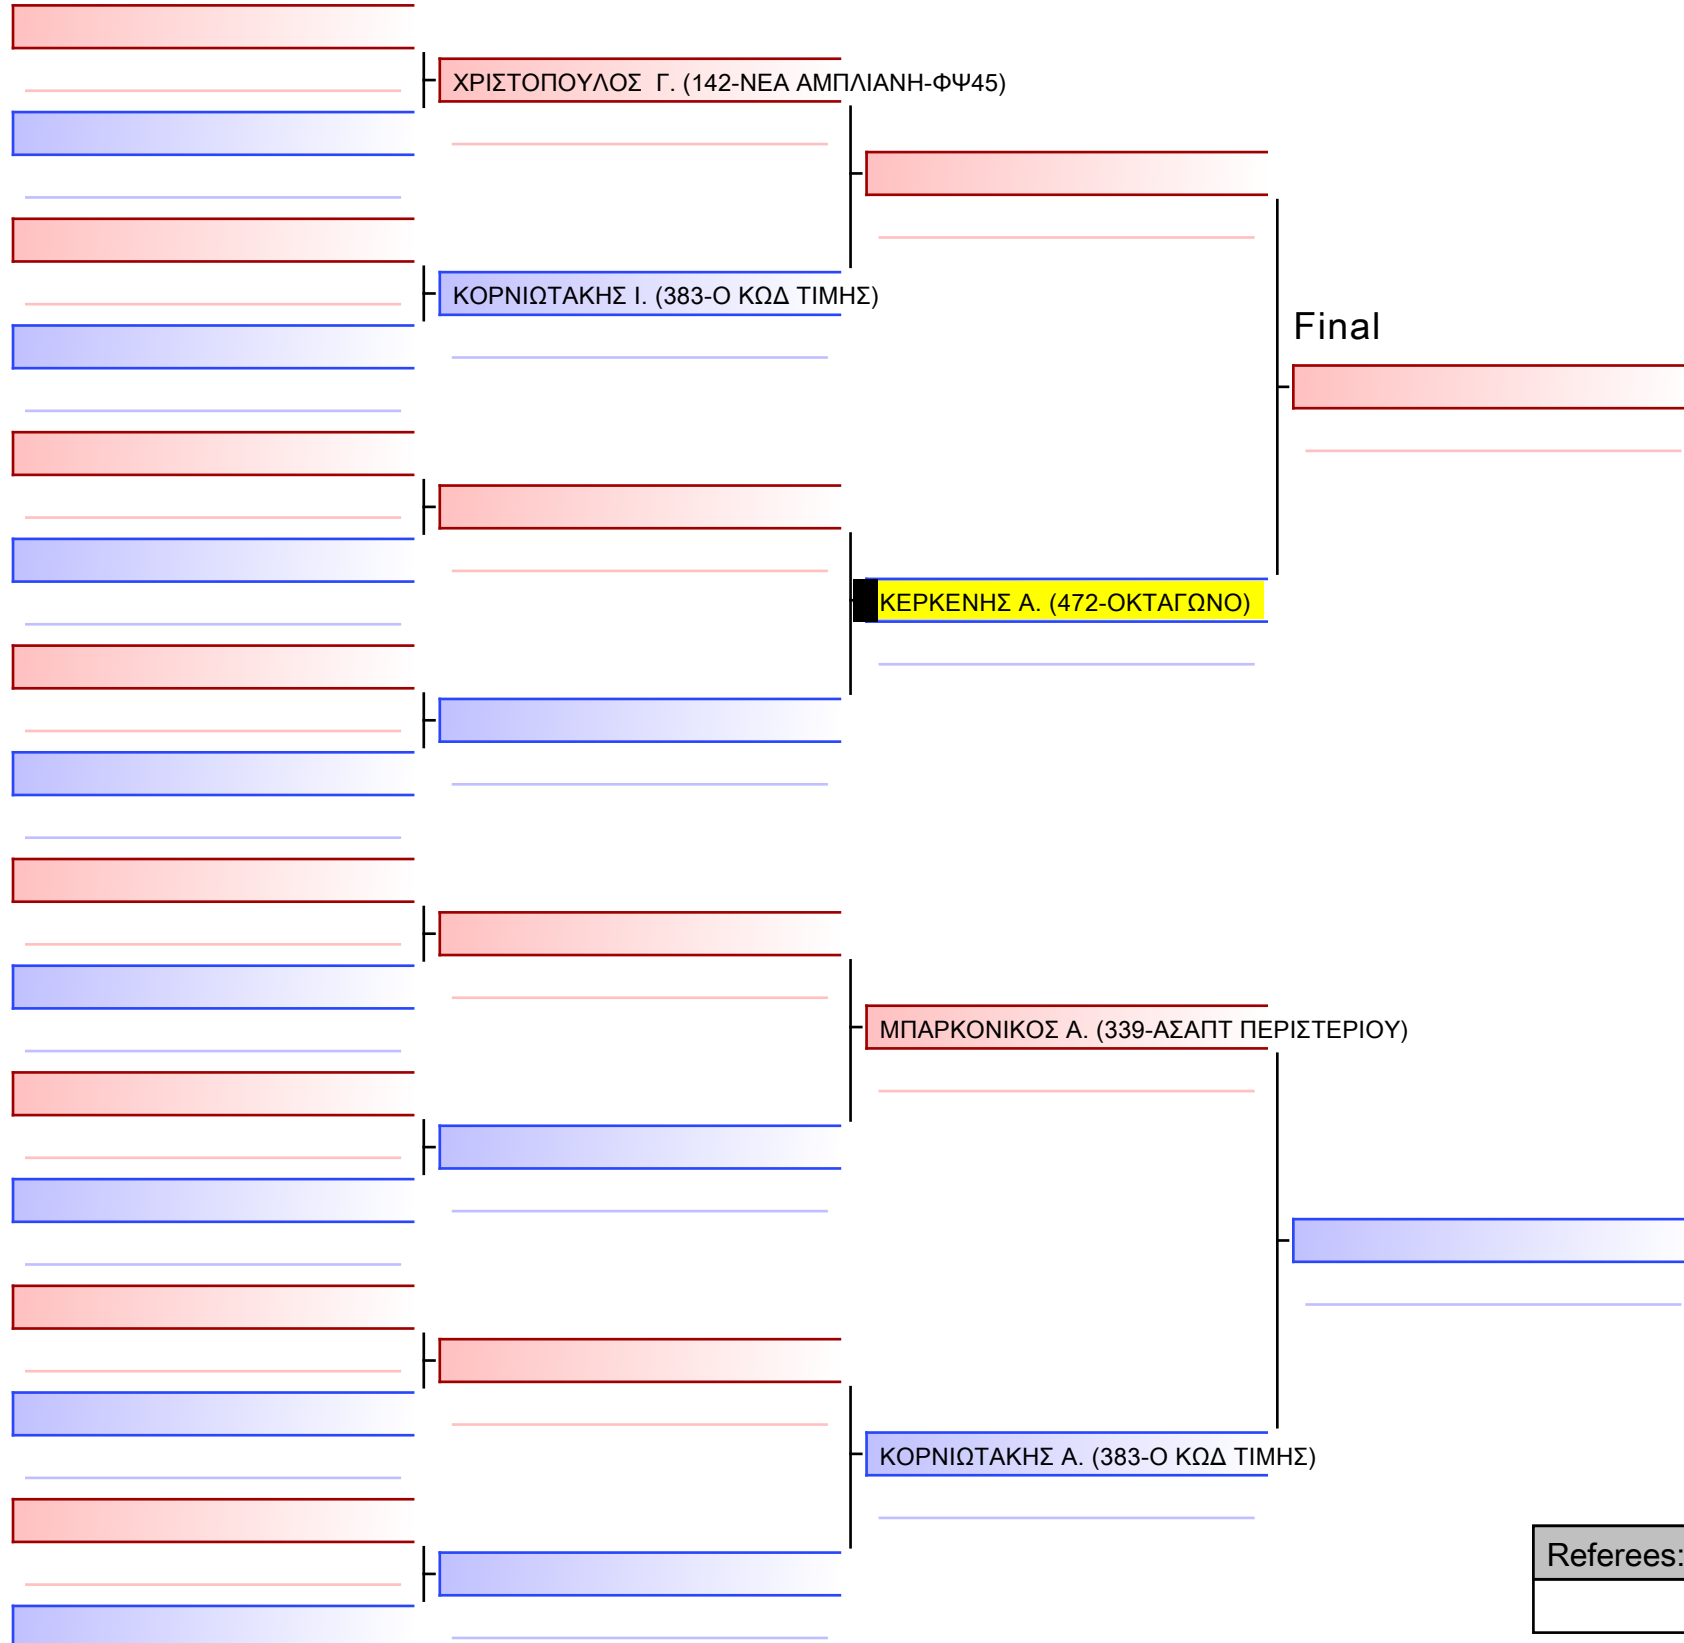 ΧΡΙΣΤΟΠΟΥΛΟΣ  Γ. (142-ΝΕΑ ΑΜΠΛΙΑΝΗ-ΦΨ45)
ΚΟΡΝΙΩΤΑΚΗΣ Ι. (383-Ο ΚΩΔ ΤΙΜΗΣ)
Final
ΚΕΡΚΕΝΗΣ Α. (472-ΟΚΤΑΓΩΝΟ)
ΜΠΑΡΚΟΝΙΚΟΣ Α. (339-ΑΣΑΠΤ ΠΕΡΙΣΤΕΡΙΟΥ)
ΚΟΡΝΙΩΤΑΚΗΣ Α. (383-Ο ΚΩΔ ΤΙΜΗΣ)
Referees: